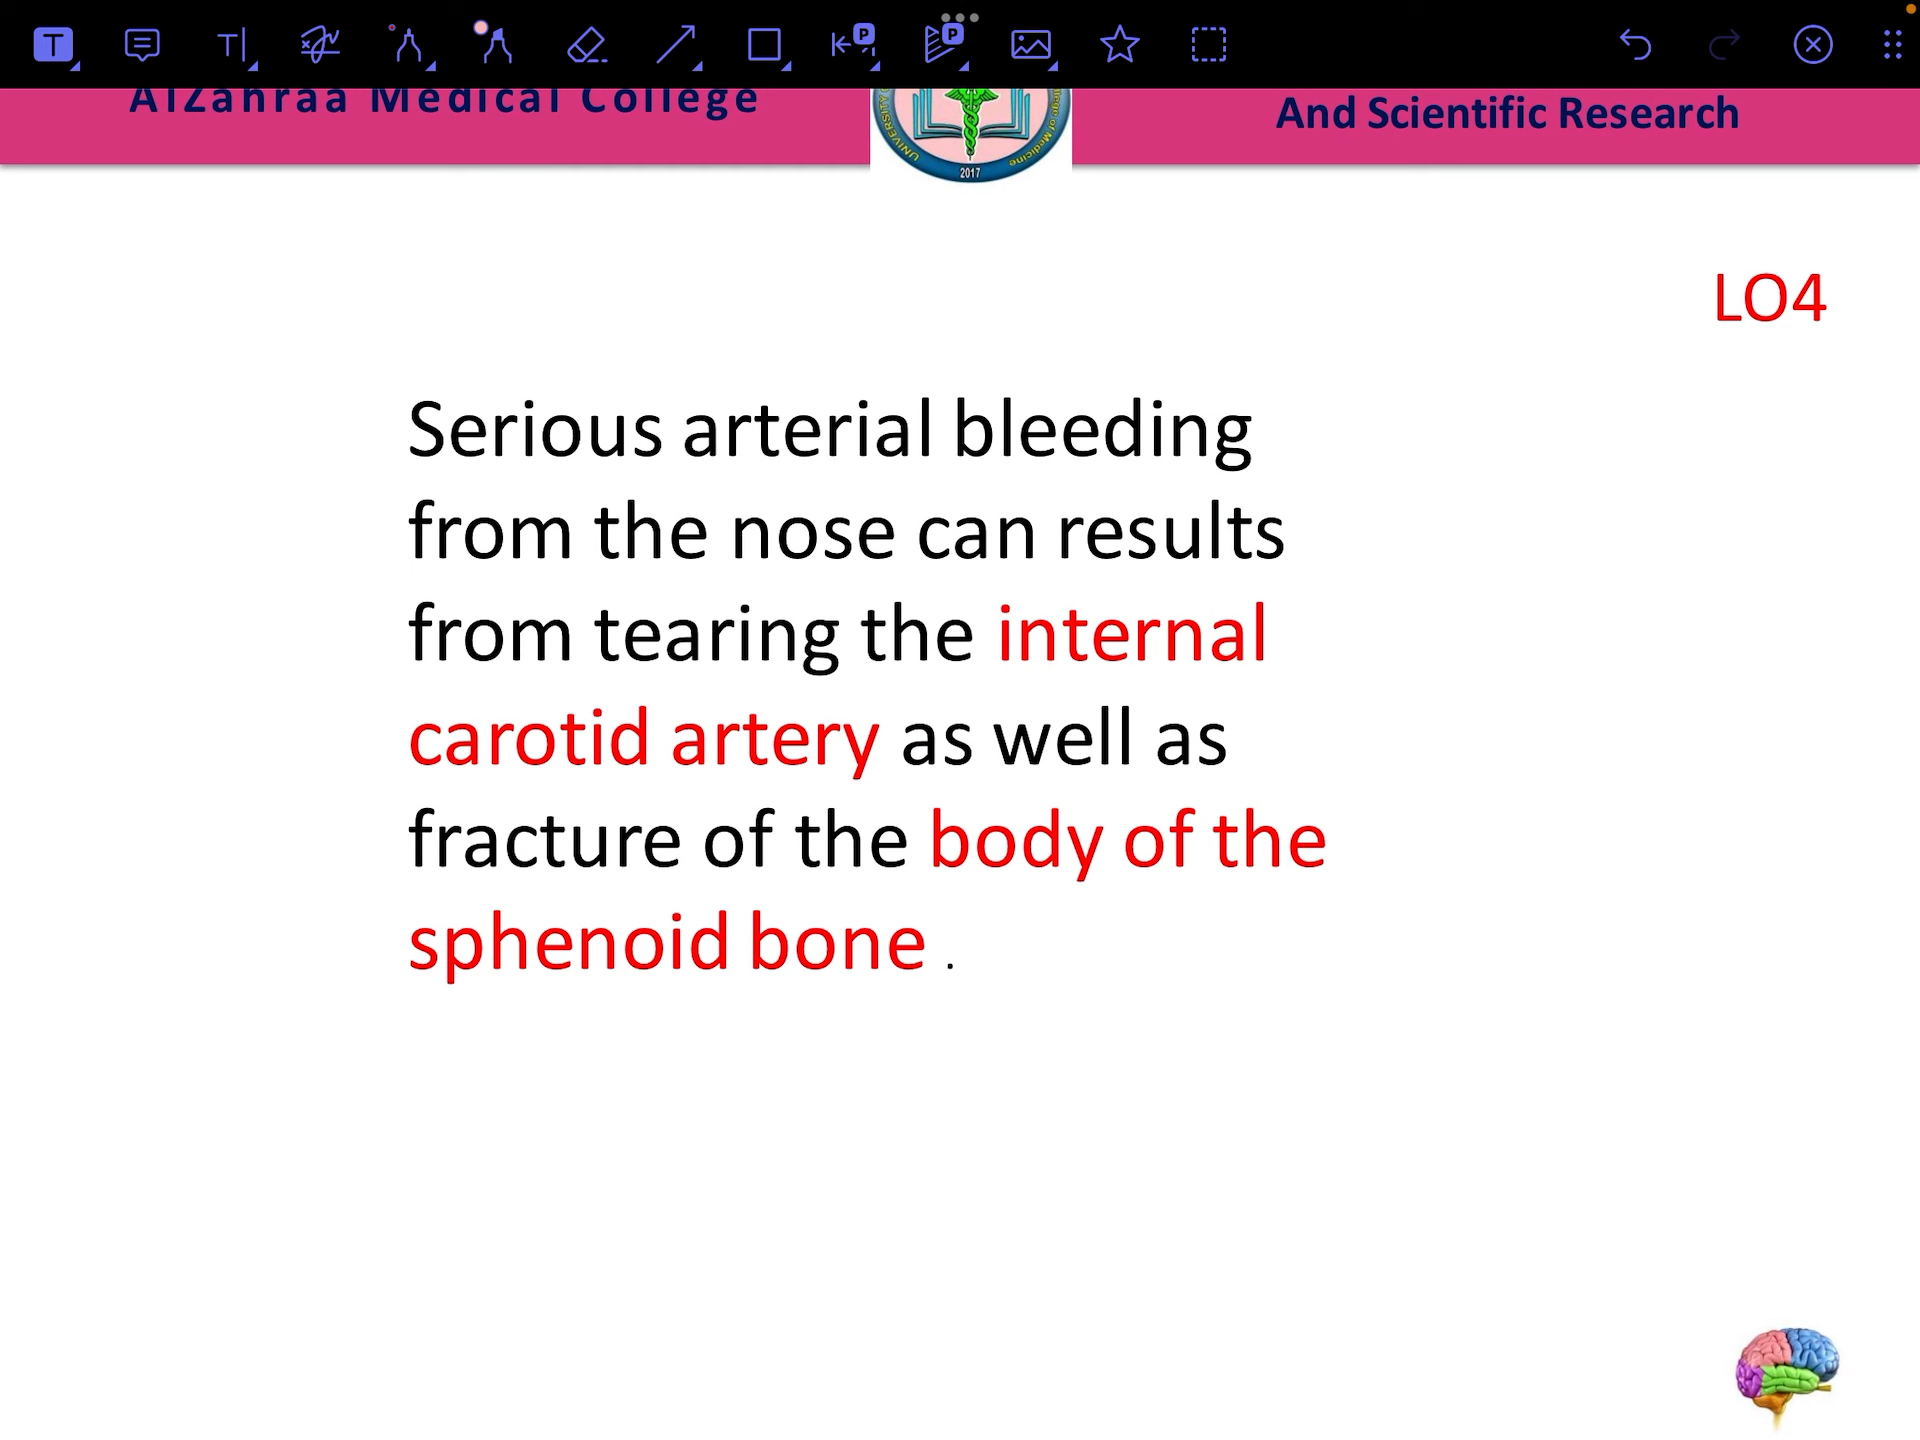 AlZahraa Medical College
And Scientific Research
2017
LO4
Serious arterial bleeding
from the nose can results
from tearing the internal
carotid artery as well as
fracture of the body of the
sphenoid bone .